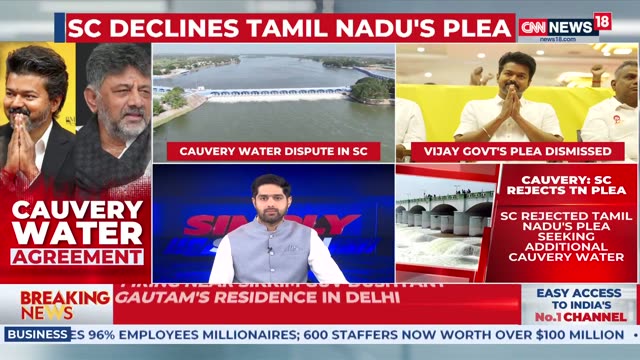 SC DECLINES TAMIL NADU'S PLEA
CNN NEWS 18
news18.com
CAUVERY WATER DISPUTE IN SC
VIJAY GOVT'S PLEA DISMISSED
CAUVERY
WATER
AGREEMENT
SIMPLY
CAUVERY: SC
REJECTS TN PLEA
SC REJECTED TAMIL
NADU'S PLEA
SEEKING
ADDITIONAL
CAUVERY WATER
BREAKING
NEWS
GAUTAM'S RESIDENCE IN DELHI
EASY ACCESS
TO INDIA'S
No.1 CHANNEL
BUSINESS ES 96% EMPLOYEES MILLIONAIRES; 600 STAFFERS NOW WORTH OVER $100 MILLION